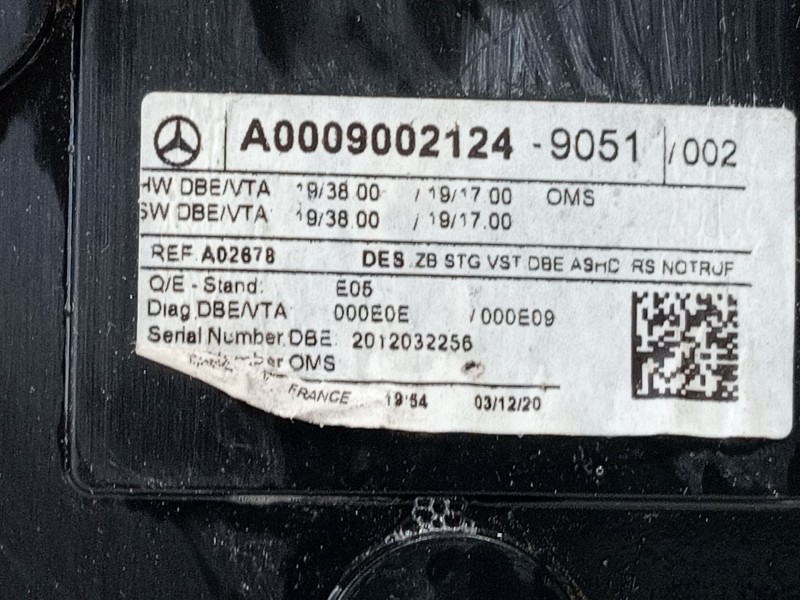 A0009002124 - 9051 /002
HW DBE/VTA 19/38.00 / 19/17.00 OMS
SW DBE/VTA 19/38.00 / 19/17.00
REF. A02678 DES. ZB STG VST DBE ASHD RS NOTRUF
Q/E - Stand: E05
Diag.DBE/VTA: 000E0E / 000E09
Serial Number.DBE: 2012032256
OMS
FRANCE 19:54 03/12/20